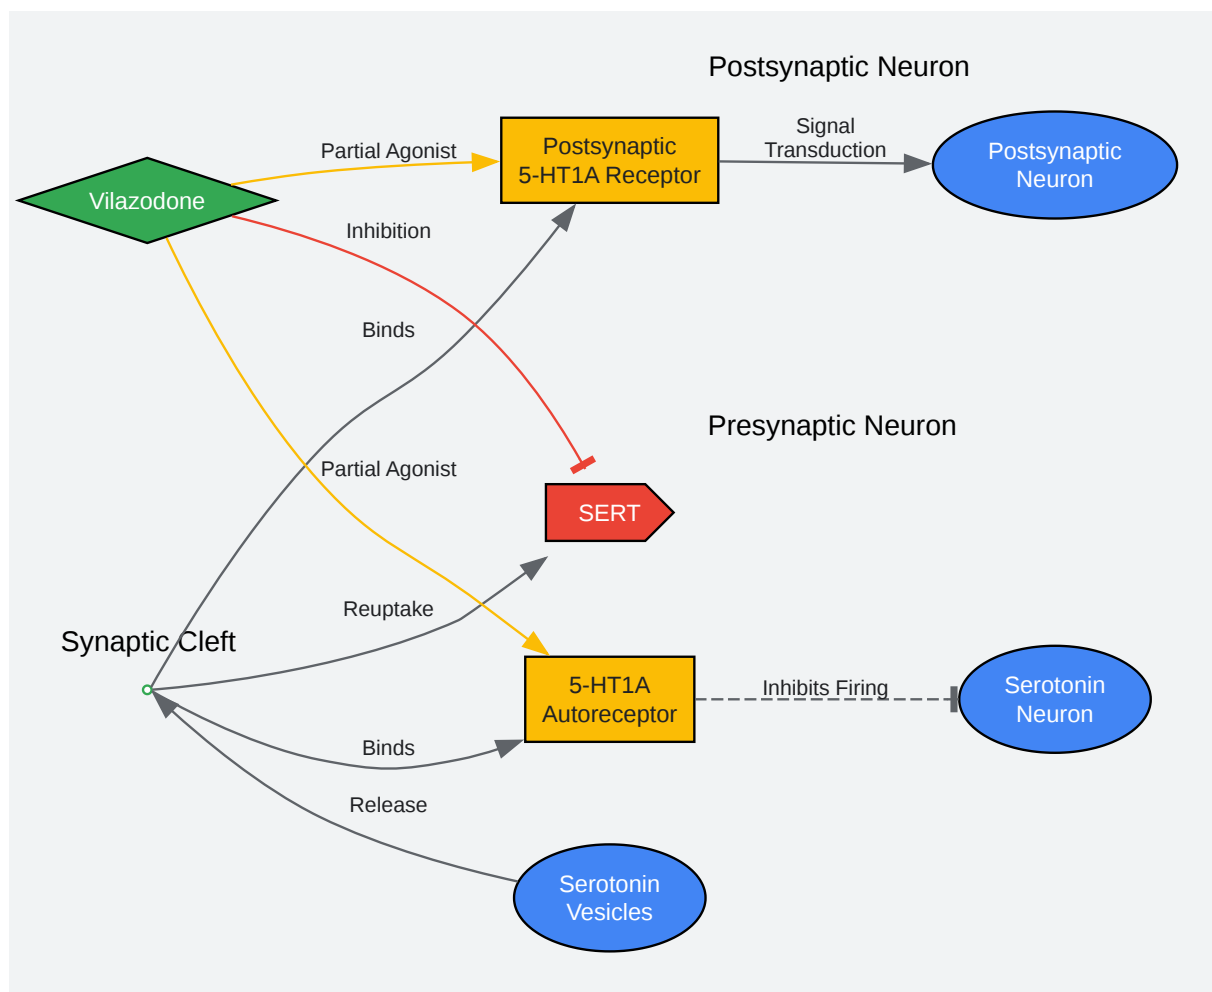 Postsynaptic Neuron
Partial Agonist
Postsynaptic
5-HT1A Receptor
Signal
Transduction
Postsynaptic
Neuron
Vilazodone
Inhibition
Binds
Presynaptic Neuron
Partial Agonist
SERT
Reuptake
Synaptic Cleft
5-HT1A
Autoreceptor
Inhibits Firing
Serotonin
Neuron
Binds
Release
Serotonin
Vesicles